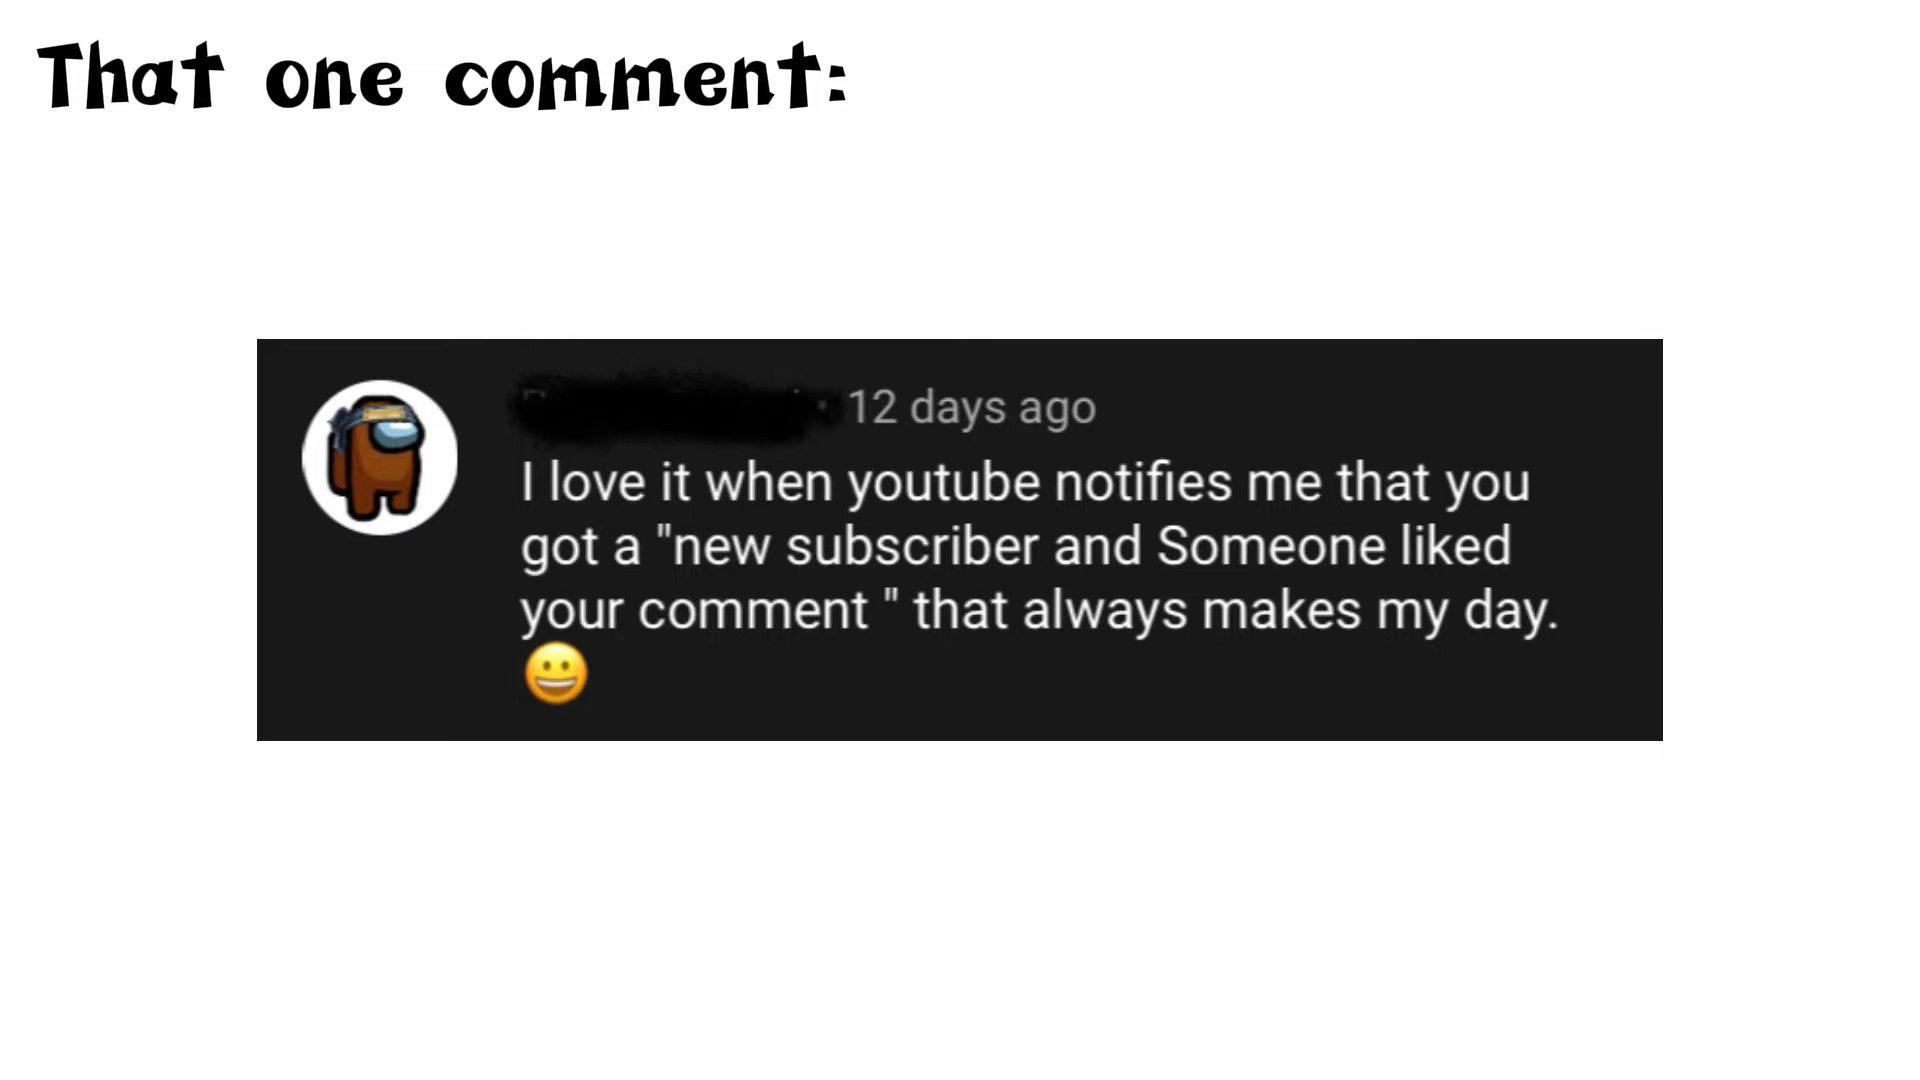 That one comment:
12 days ago
I love it when youtube notifies me that you
got a "new subscriber and Someone liked
your comment " that always makes my day.
😀